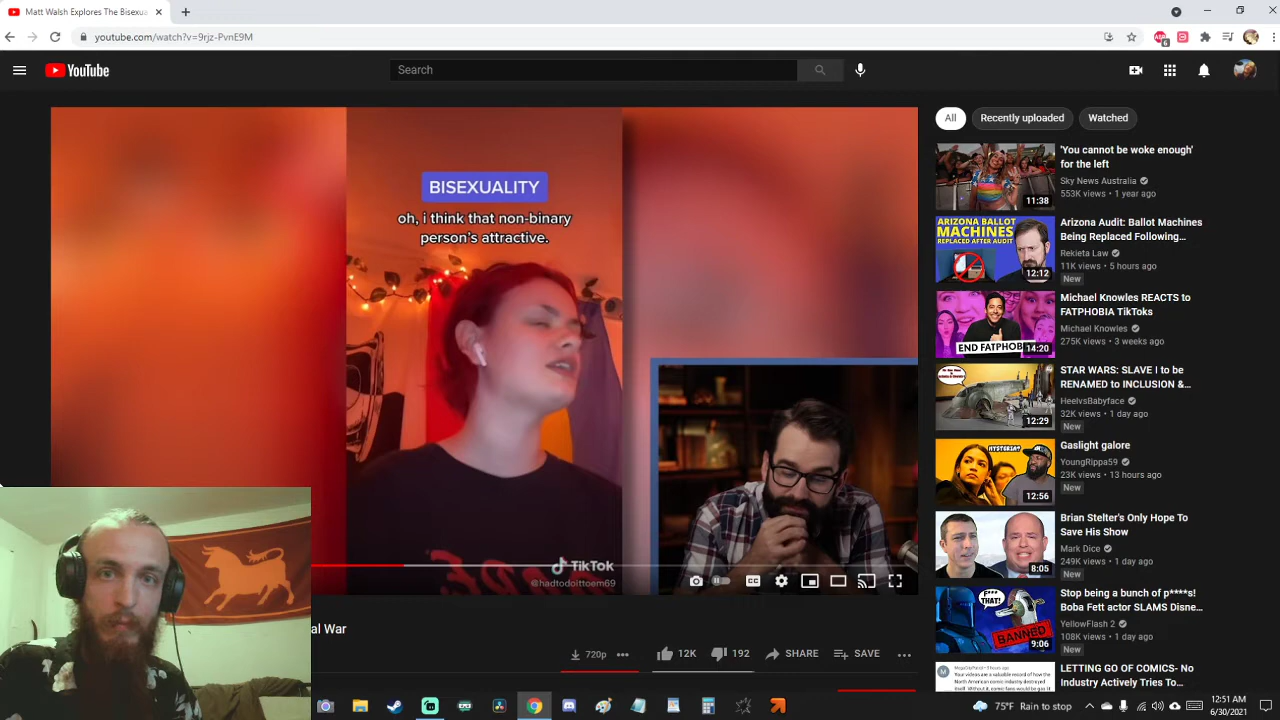 Matt Walsh Explores The Bisexua
youtube.com/watch?v=9rjz-PvnE9M
6
YouTube
Search
BISEXUALITY
oh, i think that non-binary
person's attractive.
TikTok
@hadtodoittoem69
CC
al War
720p
12K
192
SHARE
SAVE
All
Recently uploaded
Watched
11:38
'You cannot be woke enough'
for the left
Sky News Australia
553K views • 1 year ago
ARIZONA BALLOT
MACHINES
REPLACED AFTER AUDIT
12:12
Arizona Audit: Ballot Machines
Being Replaced Following...
Rekieta Law
11K views • 5 hours ago
New
END FATPHOB
14:20
Michael Knowles REACTS to
FATPHOBIA TikToks
Michael Knowles
275K views • 3 weeks ago
12:29
STAR WARS: SLAVE I to be
RENAMED to INCLUSION &...
HeelvsBabyface
32K views • 1 day ago
New
HYSTERIA?
12:56
Gaslight galore
YoungRippa59
23K views • 13 hours ago
New
8:05
Brian Stelter's Only Hope To
Save His Show
Mark Dice
249K views • 1 day ago
New
F***
THAT!
BANNED
9:06
Stop being a bunch of p****s!
Boba Fett actor SLAMS Disne...
YellowFlash 2
108K views • 1 day ago
New
LETTING GO OF COMICS- No
Industry Actively Tries To...
75°F Rain to stop
12:51 AM
6/30/2021